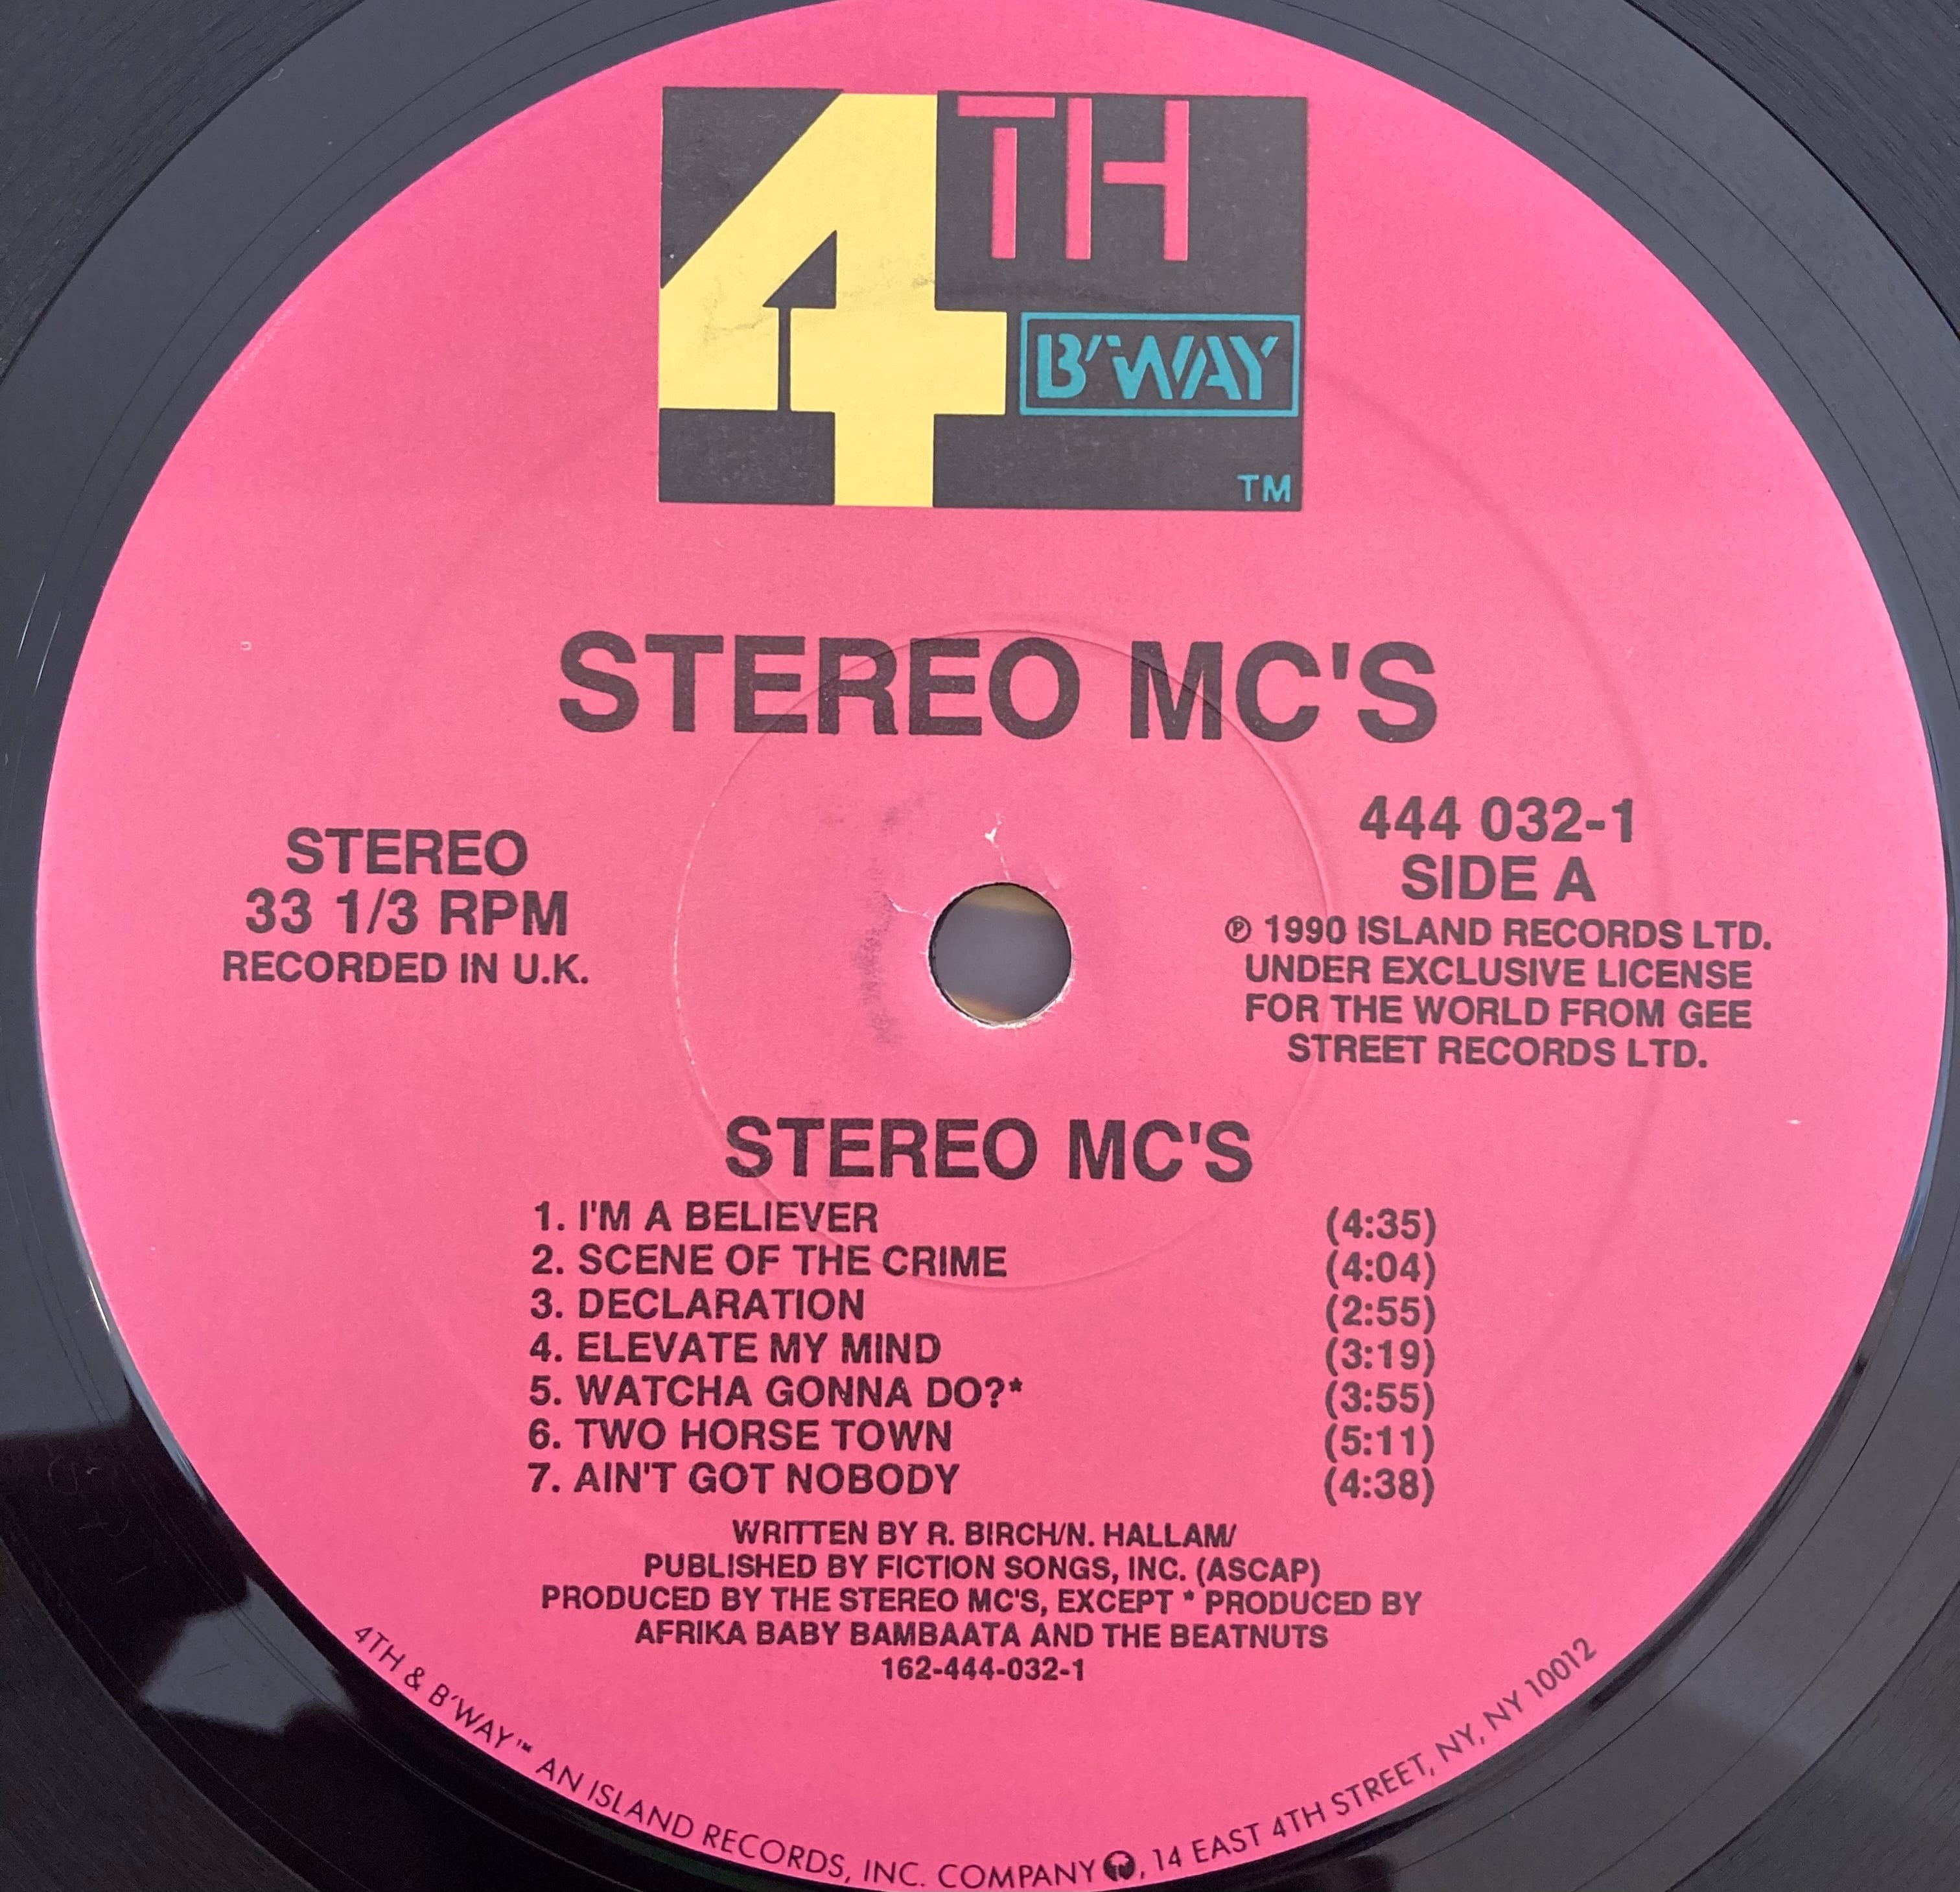 4TH
B'WAY
TM
STEREO MC'S
STEREO
33 1/3 RPM
RECORDED IN U.K.
444 032-1
SIDE A
℗ 1990 ISLAND RECORDS LTD.
UNDER EXCLUSIVE LICENSE
FOR THE WORLD FROM GEE
STREET RECORDS LTD.
STEREO MC'S
1. I'M A BELIEVER (4:35)
2. SCENE OF THE CRIME (4:04)
3. DECLARATION (2:55)
4. ELEVATE MY MIND (3:19)
5. WATCHA GONNA DO?* (3:55)
6. TWO HORSE TOWN (5:11)
7. AIN'T GOT NOBODY (4:38)
WRITTEN BY R. BIRCH/N. HALLAM/
PUBLISHED BY FICTION SONGS, INC. (ASCAP)
PRODUCED BY THE STEREO MC'S, EXCEPT * PRODUCED BY
AFRIKA BABY BAMBAATA AND THE BEATNUTS
162-444-032-1
4TH & B'WAY™ AN ISLAND RECORDS, INC. COMPANY, 14 EAST 4TH STREET, NY, NY 10012